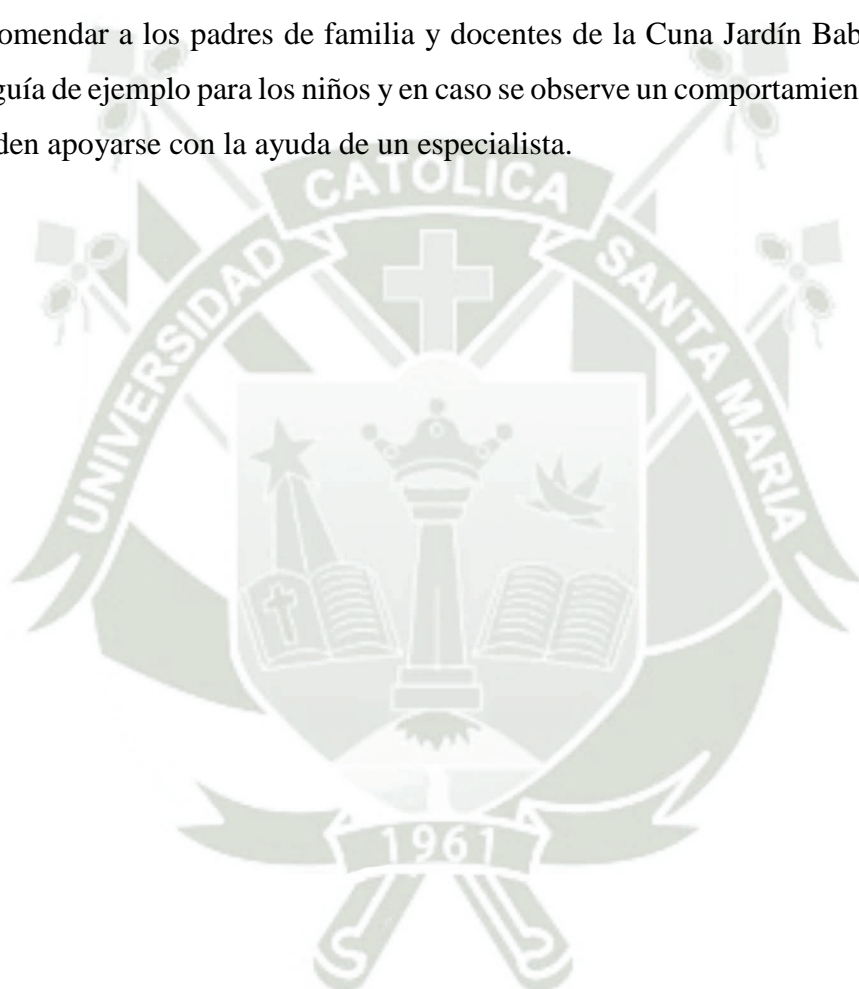 omendar a los padres de familia y docentes de la Cuna Jardín Bab
guía de ejemplo para los niños y en caso se observe un comportamien
den apoyarse con la ayuda de un especialista.
UNIVERSIDAD CATOLICA SANTA MARIA
1961